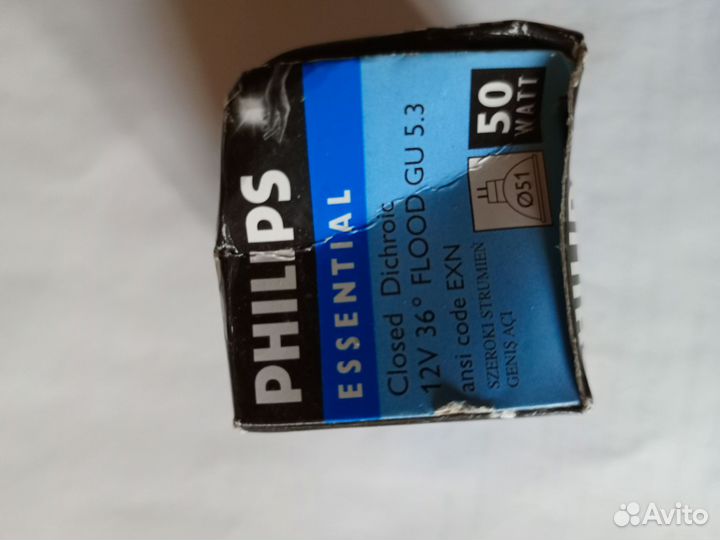 PHILIPS
ESSENTIAL
Closed Dichroic
12V 36° FLOOD GU 5.3
ansi code EXN
SZEROKI STRUMIEŃ
GENİŞ AÇI
50
WATT
Ø51
Avito